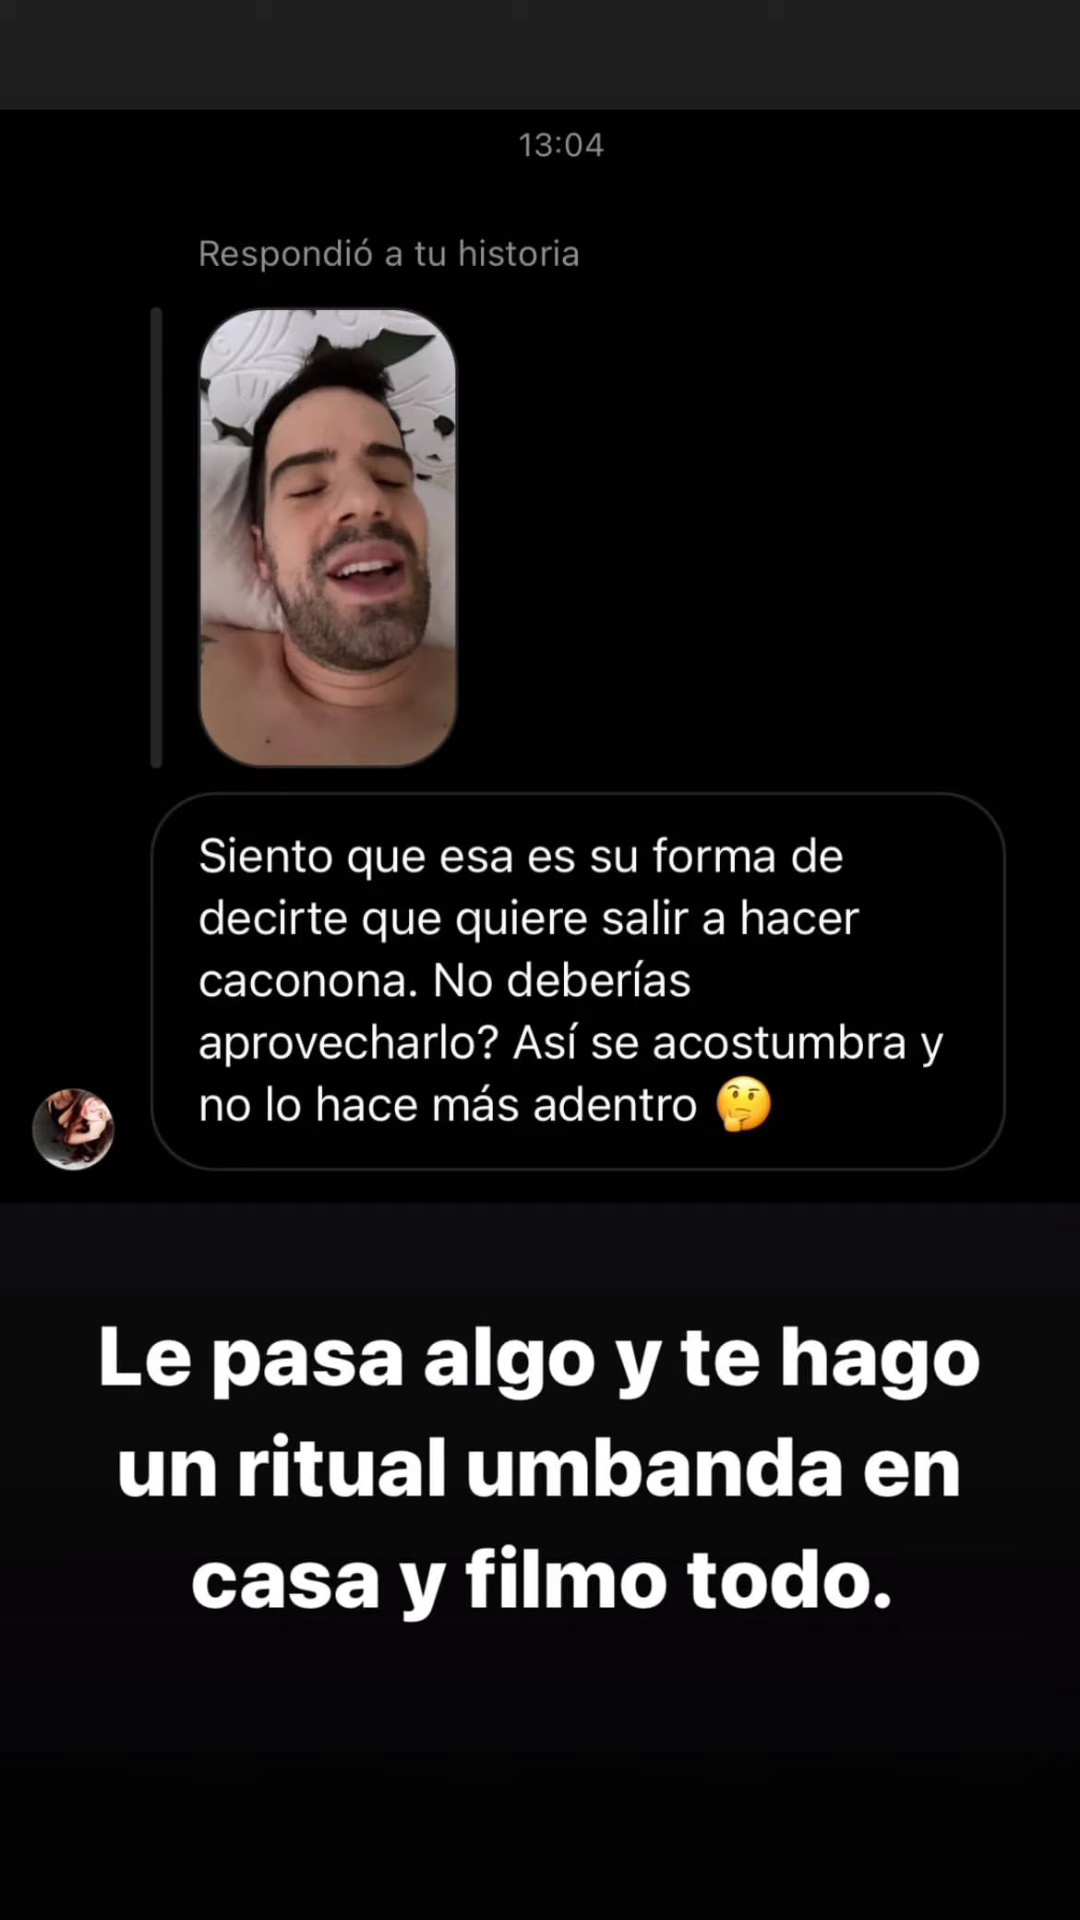 13:04
Respondió a tu historia
Siento que esa es su forma de
decirte que quiere salir a hacer
caconona. No deberías
aprovecharlo? Así se acostumbra y
no lo hace más adentro 🤔
Le pasa algo y te hago
un ritual umbanda en
casa y filmo todo.